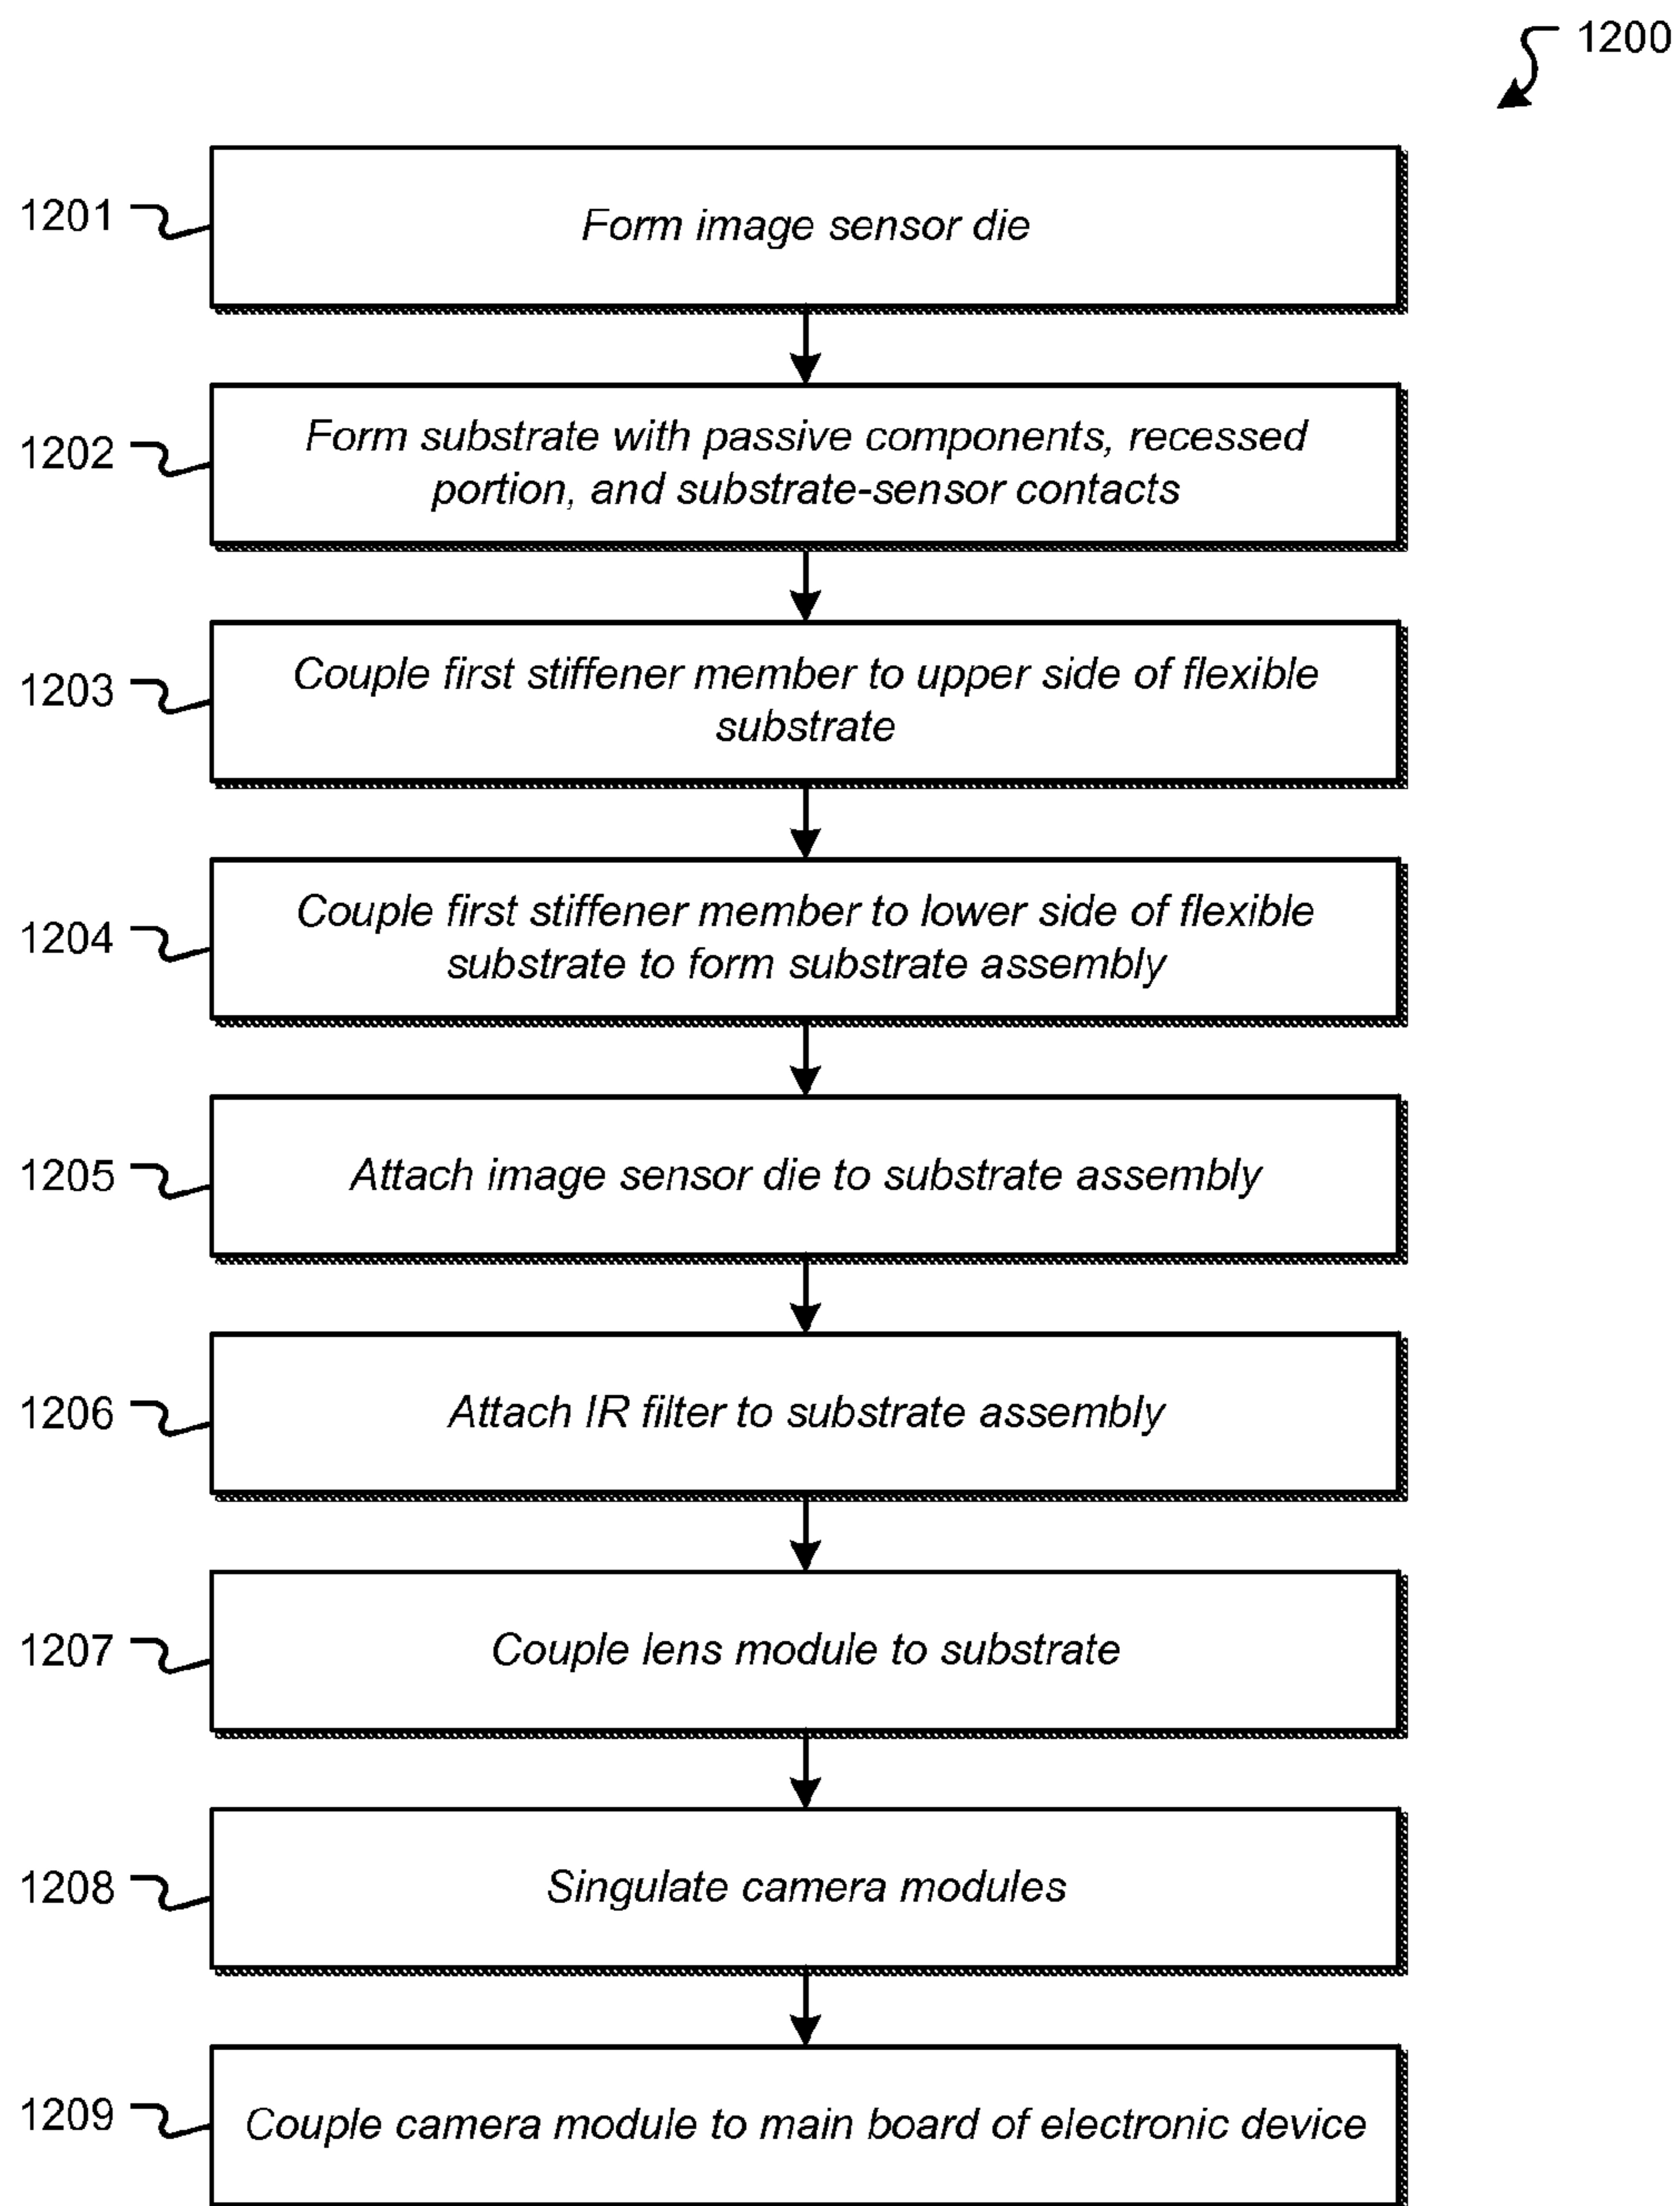 1200
1201
Form image sensor die
1202
Form substrate with passive components, recessed
portion, and substrate-sensor contacts
1203
Couple first stiffener member to upper side of flexible
substrate
1204
Couple first stiffener member to lower side of flexible
substrate to form substrate assembly
1205
Attach image sensor die to substrate assembly
1206
Attach IR filter to substrate assembly
1207
Couple lens module to substrate
1208
Singulate camera modules
1209
Couple camera module to main board of electronic device